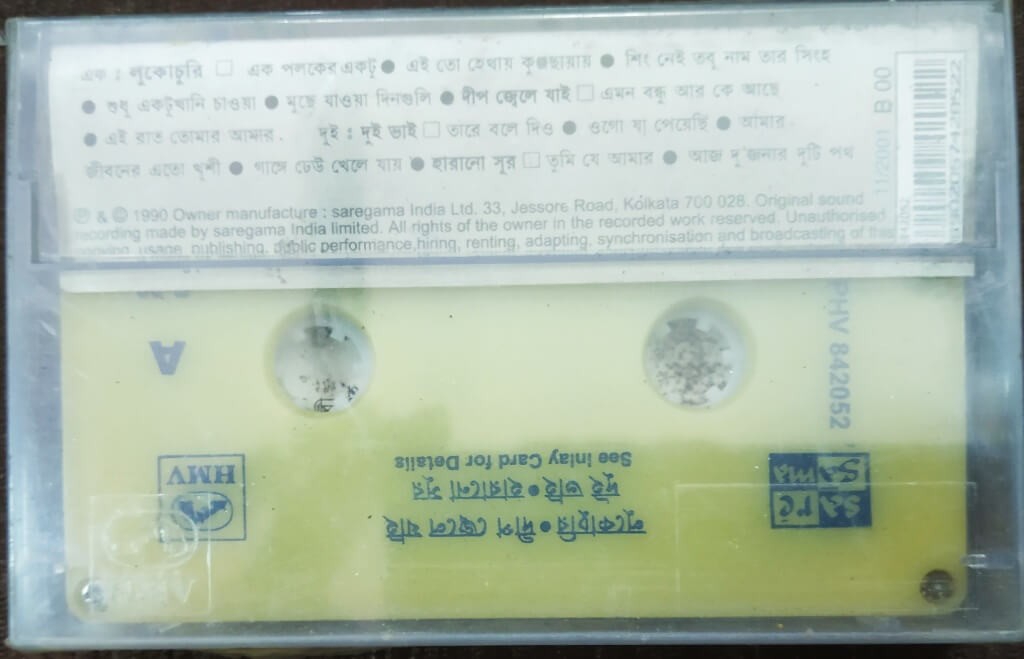 এক : লুকোচুরি □ এক পলকের একটু ● এই তো হেথায় কুঞ্জছায়ায় ● শিং নেই তবু নাম তার সিংহ
● শুধু একটুখানি চাওয়া ● মুছে যাওয়া দিনগুলি ● দীপ জ্বেলে যাই □ এমন বন্ধু আর কে আছে
● এই রাত তোমার আমার. দুই : দুই ভাই □ তারে বলে দিও ● ওগো যা পেয়েছি ● আমার
জীবনের এতো খুশী ● গাঙ্গে ঢেউ খেলে যায় ● হারানো সুর □ তুমি যে আমার ● আজ দু'জনার দুটি পথ
Ⓟ & © 1990 Owner manufacture : saregama India Ltd. 33, Jessore Road, Kolkata 700 028. Original sound
recording made by saregama India limited. All rights of the owner in the recorded work reserved. Unauthorised
usage, publishing, public performance,hiring, renting, adapting, synchronisation and broadcasting of this
11/2001 B 00
A
PHV 842052
HMV
saregama
লুকোচুরি ● দীপ জ্বেলে যাই
দুই ভাই ● হারানো সুর
See Inlay Card for Details